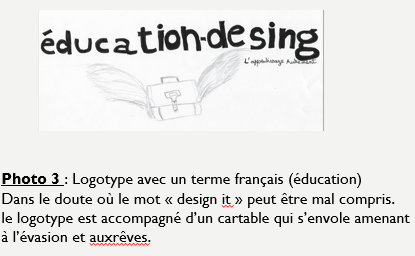 éducation-desing
L'apprentissage Autrement
Photo 3 : Logotype avec un terme français (éducation)
Dans le doute où le mot « design it » peut être mal compris.
le logotype est accompagné d'un cartable qui s'envole amenant
à l'évasion et auxrêves.